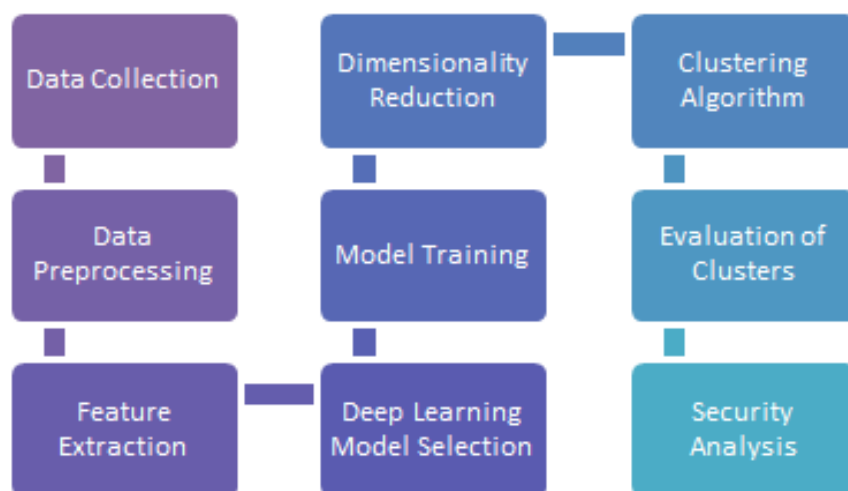 Data Collection
Data
Preprocessing
Feature
Extraction
Deep Learning
Model Selection
Model Training
Dimensionality
Reduction
Clustering
Algorithm
Evaluation of
Clusters
Security
Analysis